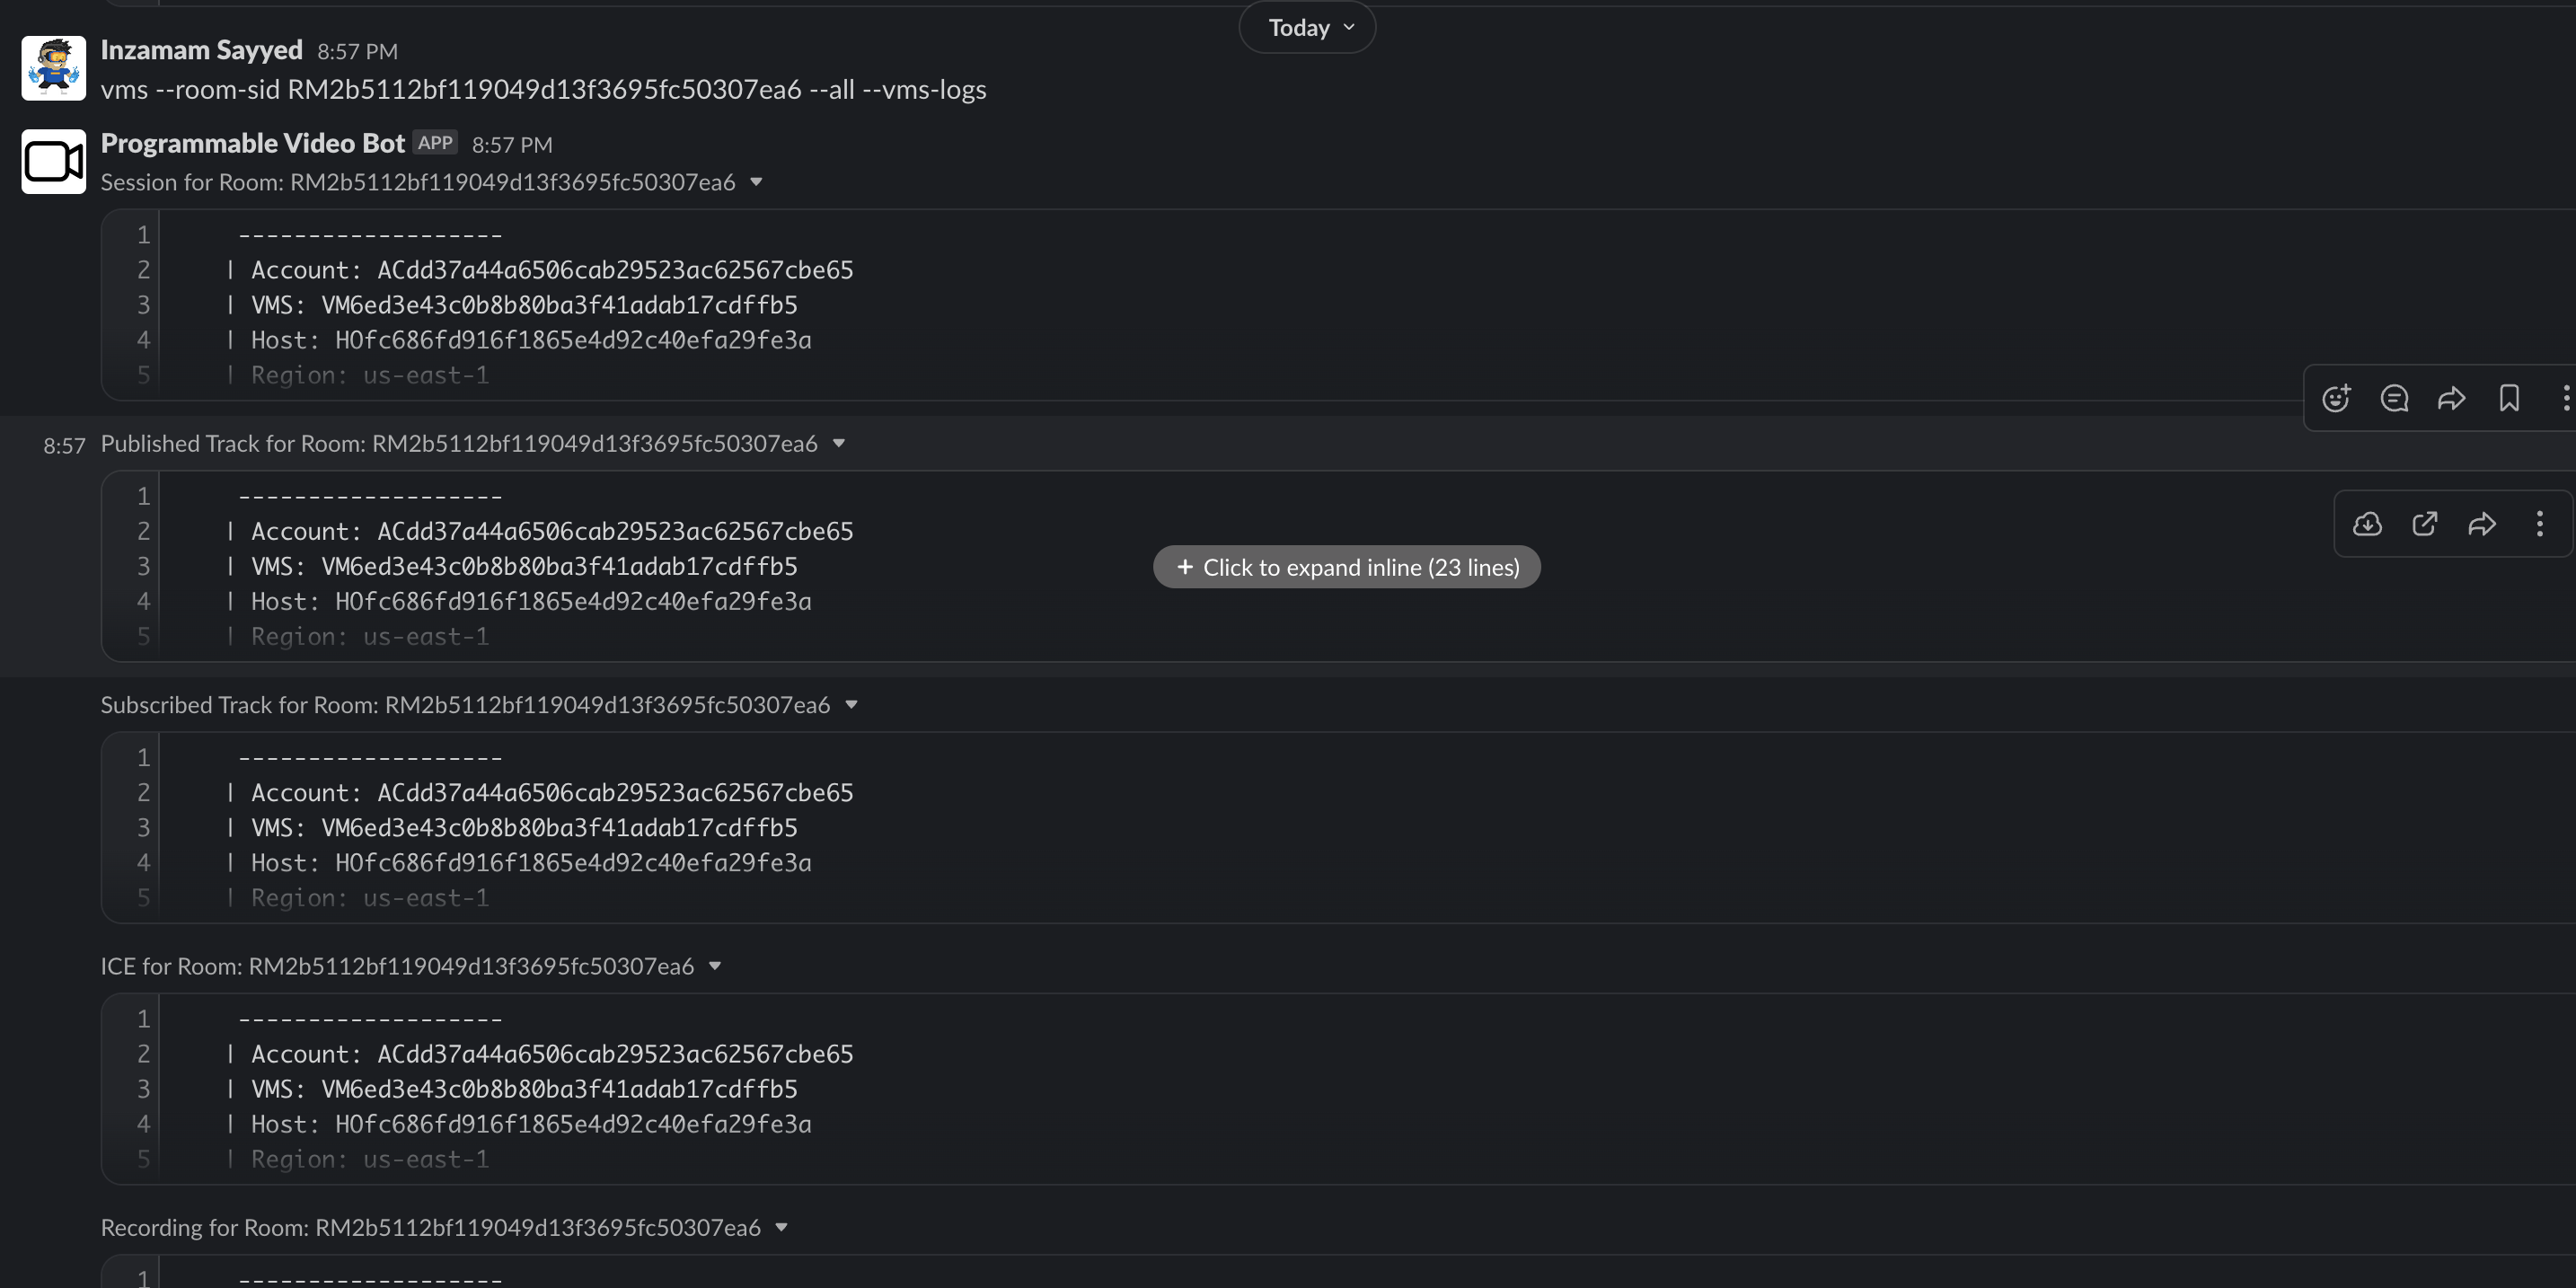 Today
Inzamam Sayyed 8:57 PM
vms --room-sid RM2b5112bf119049d13f3695fc50307ea6 --all --vms-logs
Programmable Video Bot APP 8:57 PM
Session for Room: RM2b5112bf119049d13f3695fc50307ea6
1 -------------------
2 | Account: ACdd37a44a6506cab29523ac62567cbe65
3 | VMS: VM6ed3e43c0b8b80ba3f41adab17cdffb5
4 | Host: HOfc686fd916f1865e4d92c40efa29fe3a
5 | Region: us-east-1
8:57 Published Track for Room: RM2b5112bf119049d13f3695fc50307ea6
1 -------------------
2 | Account: ACdd37a44a6506cab29523ac62567cbe65
3 | VMS: VM6ed3e43c0b8b80ba3f41adab17cdffb5
+ Click to expand inline (23 lines)
4 | Host: HOfc686fd916f1865e4d92c40efa29fe3a
5 | Region: us-east-1
Subscribed Track for Room: RM2b5112bf119049d13f3695fc50307ea6
1 -------------------
2 | Account: ACdd37a44a6506cab29523ac62567cbe65
3 | VMS: VM6ed3e43c0b8b80ba3f41adab17cdffb5
4 | Host: HOfc686fd916f1865e4d92c40efa29fe3a
5 | Region: us-east-1
ICE for Room: RM2b5112bf119049d13f3695fc50307ea6
1 -------------------
2 | Account: ACdd37a44a6506cab29523ac62567cbe65
3 | VMS: VM6ed3e43c0b8b80ba3f41adab17cdffb5
4 | Host: HOfc686fd916f1865e4d92c40efa29fe3a
5 | Region: us-east-1
Recording for Room: RM2b5112bf119049d13f3695fc50307ea6
1 -------------------